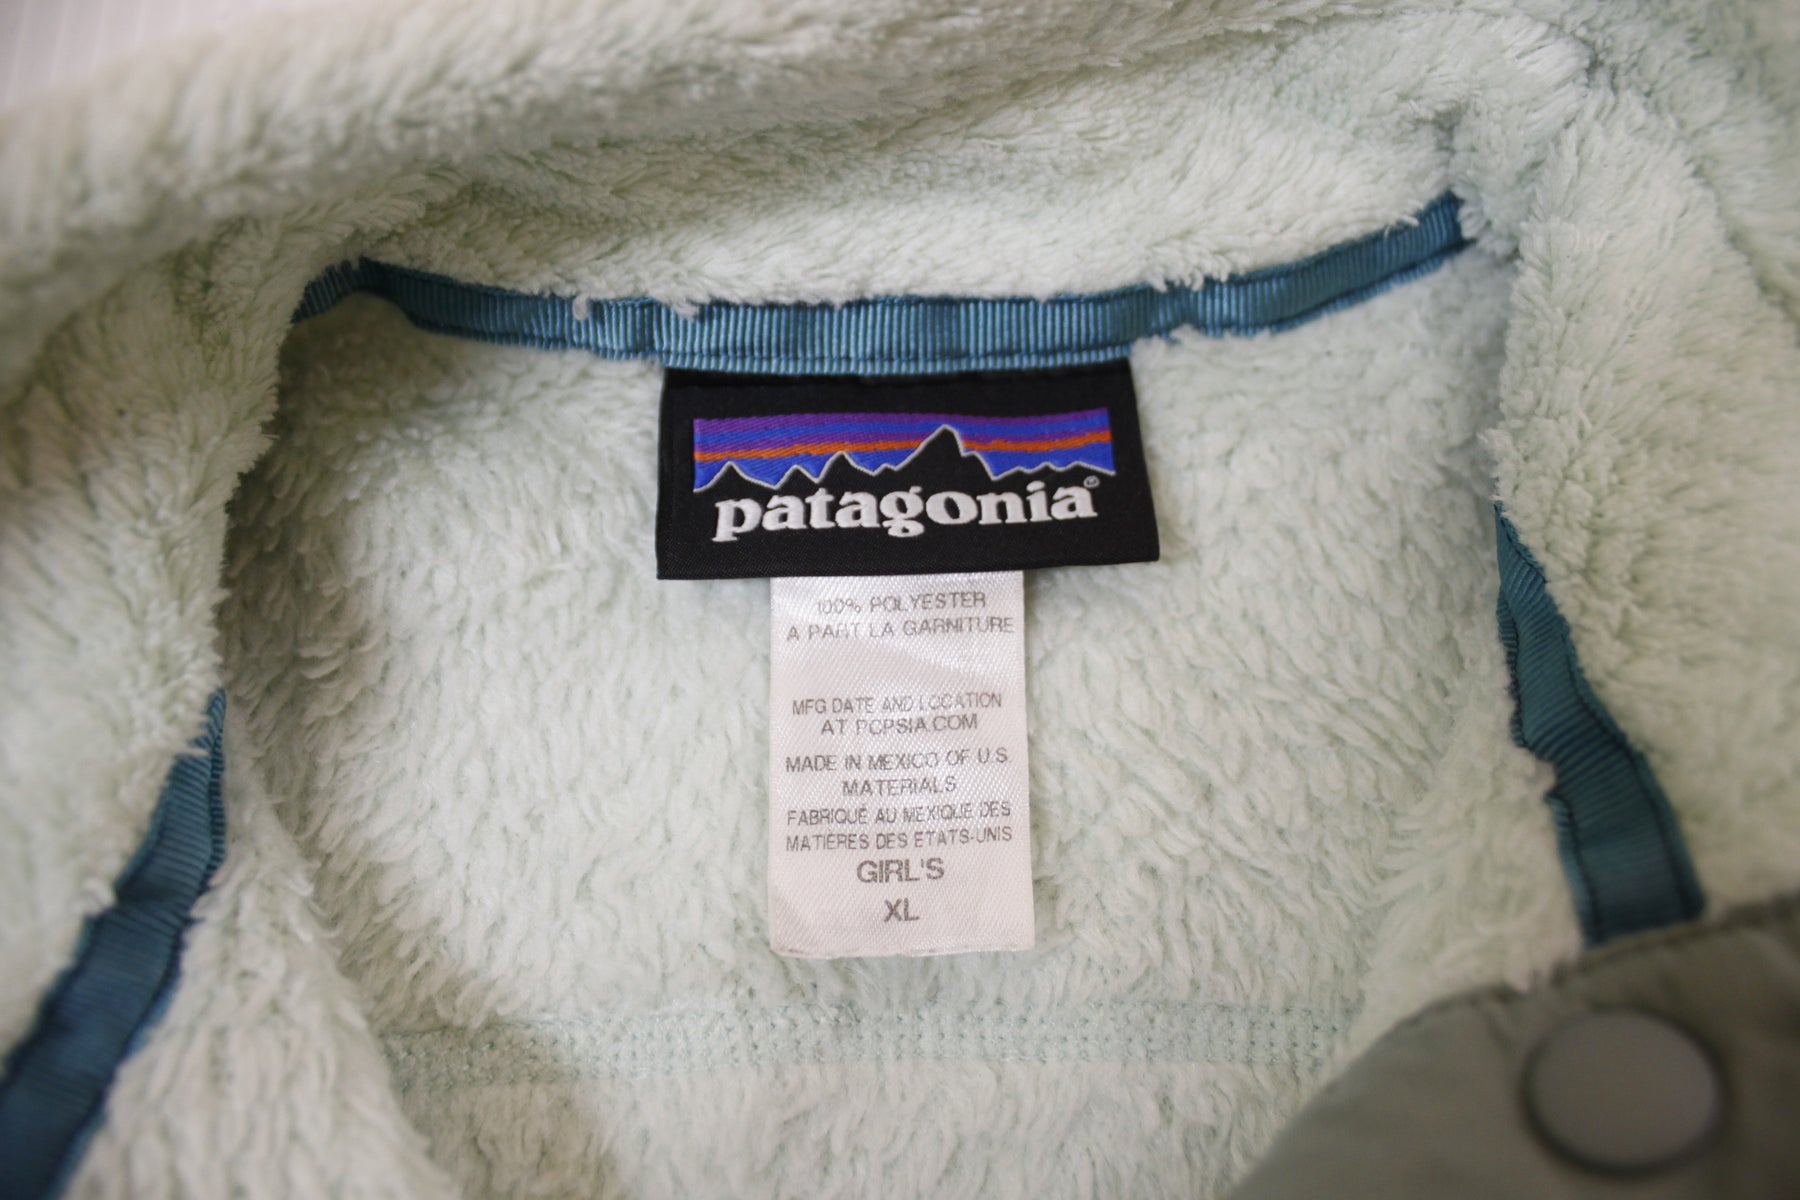 patagonia®
100% POLYESTER
A PART LA GARNITURE
MFG DATE AND LOCATION
AT PCPSIA.COM
MADE IN MEXICO OF U.S.
MATERIALS
FABRIQUÉ AU MEXIQUE DES
MATIÈRES DES ÉTATS-UNIS
GIRL'S
XL